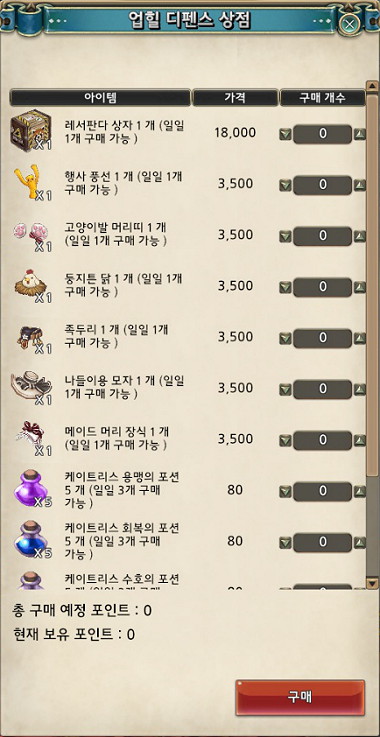 업힐 디펜스 상점
아이템 가격 구매 개수
레서판다 상자 1 개 (일일
1개 구매 가능 )
X1
18,000
0
행사 풍선 1 개 (일일 1개
구매 가능 )
X1
3,500
0
고양이발 머리띠 1 개
(일일 1개 구매 가능 )
X1
3,500
0
둥지튼 닭 1 개 (일일 1개
구매 가능 )
X1
3,500
0
족두리 1 개 (일일 1개
구매 가능 )
X1
3,500
0
나들이용 모자 1 개 (일일
1개 구매 가능 )
X1
3,500
0
메이드 머리 장식 1 개
(일일 1개 구매 가능 )
X1
3,500
0
케이트리스 용맹의 포션
5 개 (일일 3개 구매
가능 )
X5
80
0
케이트리스 회복의 포션
5 개 (일일 3개 구매
가능 )
X5
80
0
케이트리스 수호의 포션
총 구매 예정 포인트 : 0
현재 보유 포인트 : 0
구매